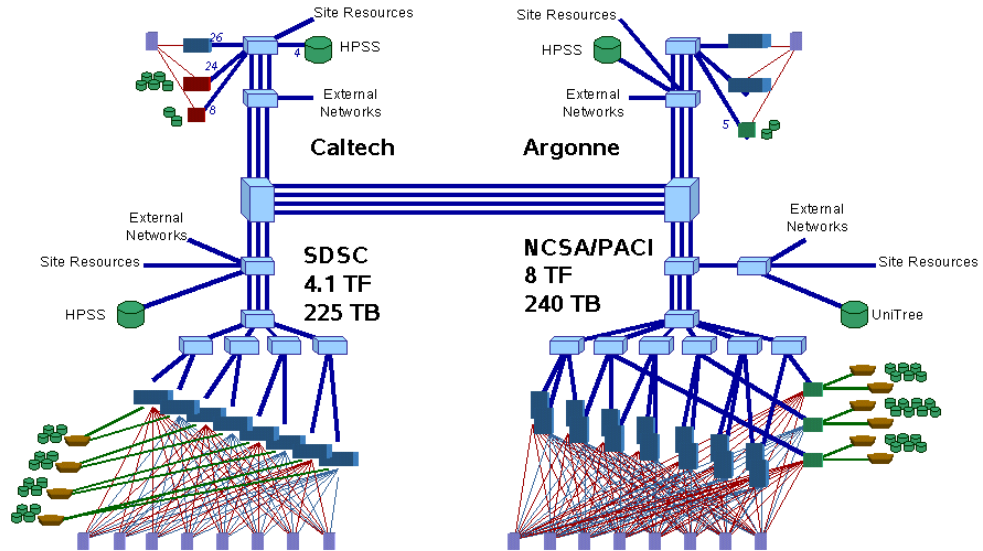 Site Resources
26
HPSS
4
24
8
External
Networks
Caltech
Site Resources
HPSS
External
Networks
5
Argonne
External
Networks
Site Resources
HPSS
SDSC
4.1 TF
225 TB
NCSA/PACI
8 TF
240 TB
External
Networks
Site Resources
UniTree